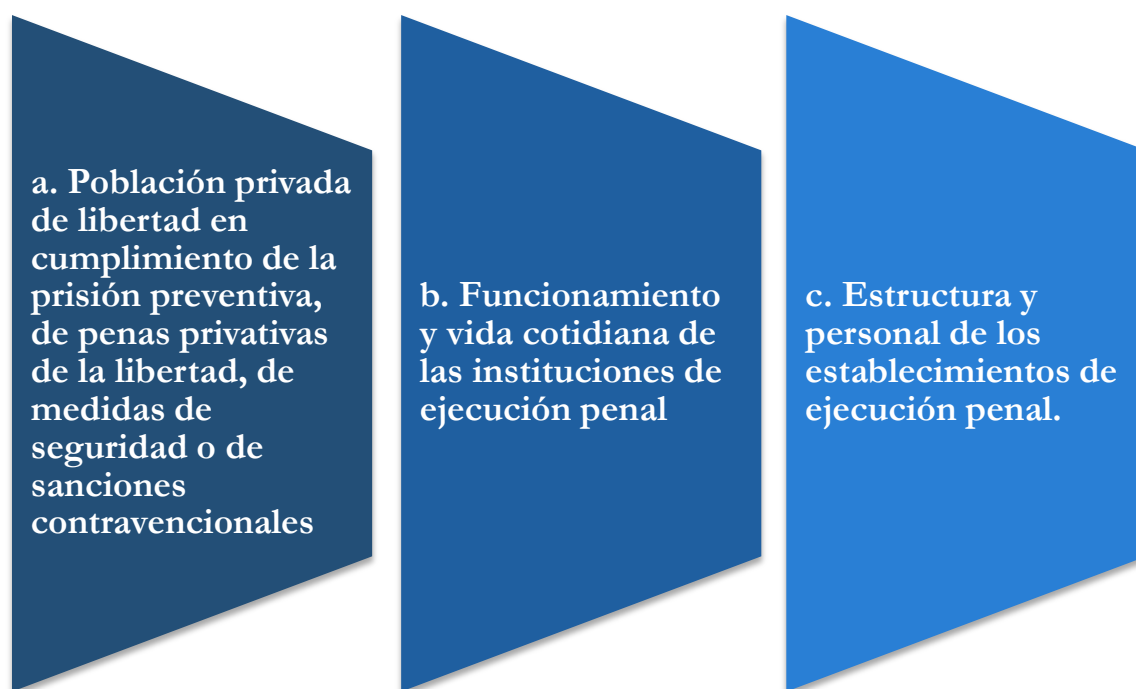 a. Población privada
de libertad en
cumplimiento de la
prisión preventiva,
de penas privativas
de la libertad, de
medidas de
seguridad o de
sanciones
contravencionales
b. Funcionamiento
y vida cotidiana de
las instituciones de
ejecución penal
c. Estructura y
personal de los
establecimientos de
ejecución penal.